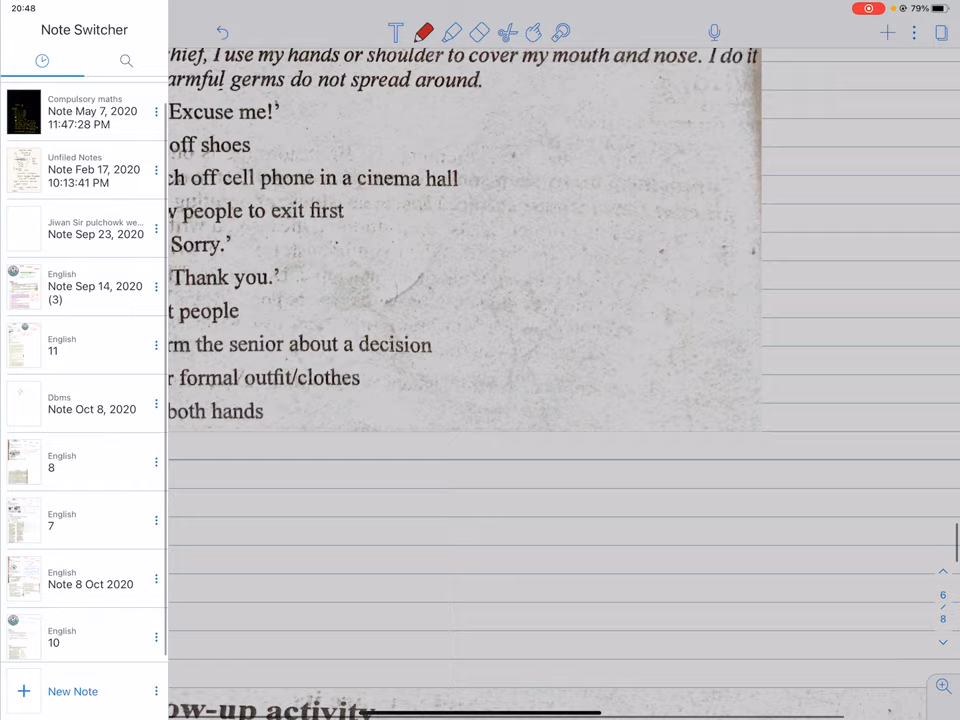 20:48
79%
Note Switcher
Compulsory maths
Note May 7, 2020
11:47:28 PM
Unfiled Notes
Note Feb 17, 2020
10:13:41 PM
Jiwan Sir pulchowk we...
Note Sep 23, 2020
English
Note Sep 14, 2020
(3)
English
11
Dbms
Note Oct 8, 2020
English
8
English
7
English
Note 8 Oct 2020
English
10
New Note
T
hief, I use my hands or shoulder to cover my mouth and nose. I do it
armful germs do not spread around.
Excuse me!'
off shoes
ch off cell phone in a cinema hall
people to exit first
Sorry.'
'Thank you.'
t people
rm the senior about a decision
r formal outfit/clothes
both hands
6
/
8
ow-up activity